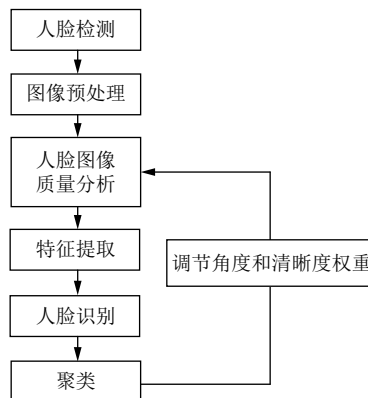 人脸检测
图像预处理
人脸图像
质量分析
特征提取
调节角度和清晰度权重
人脸识别
聚类